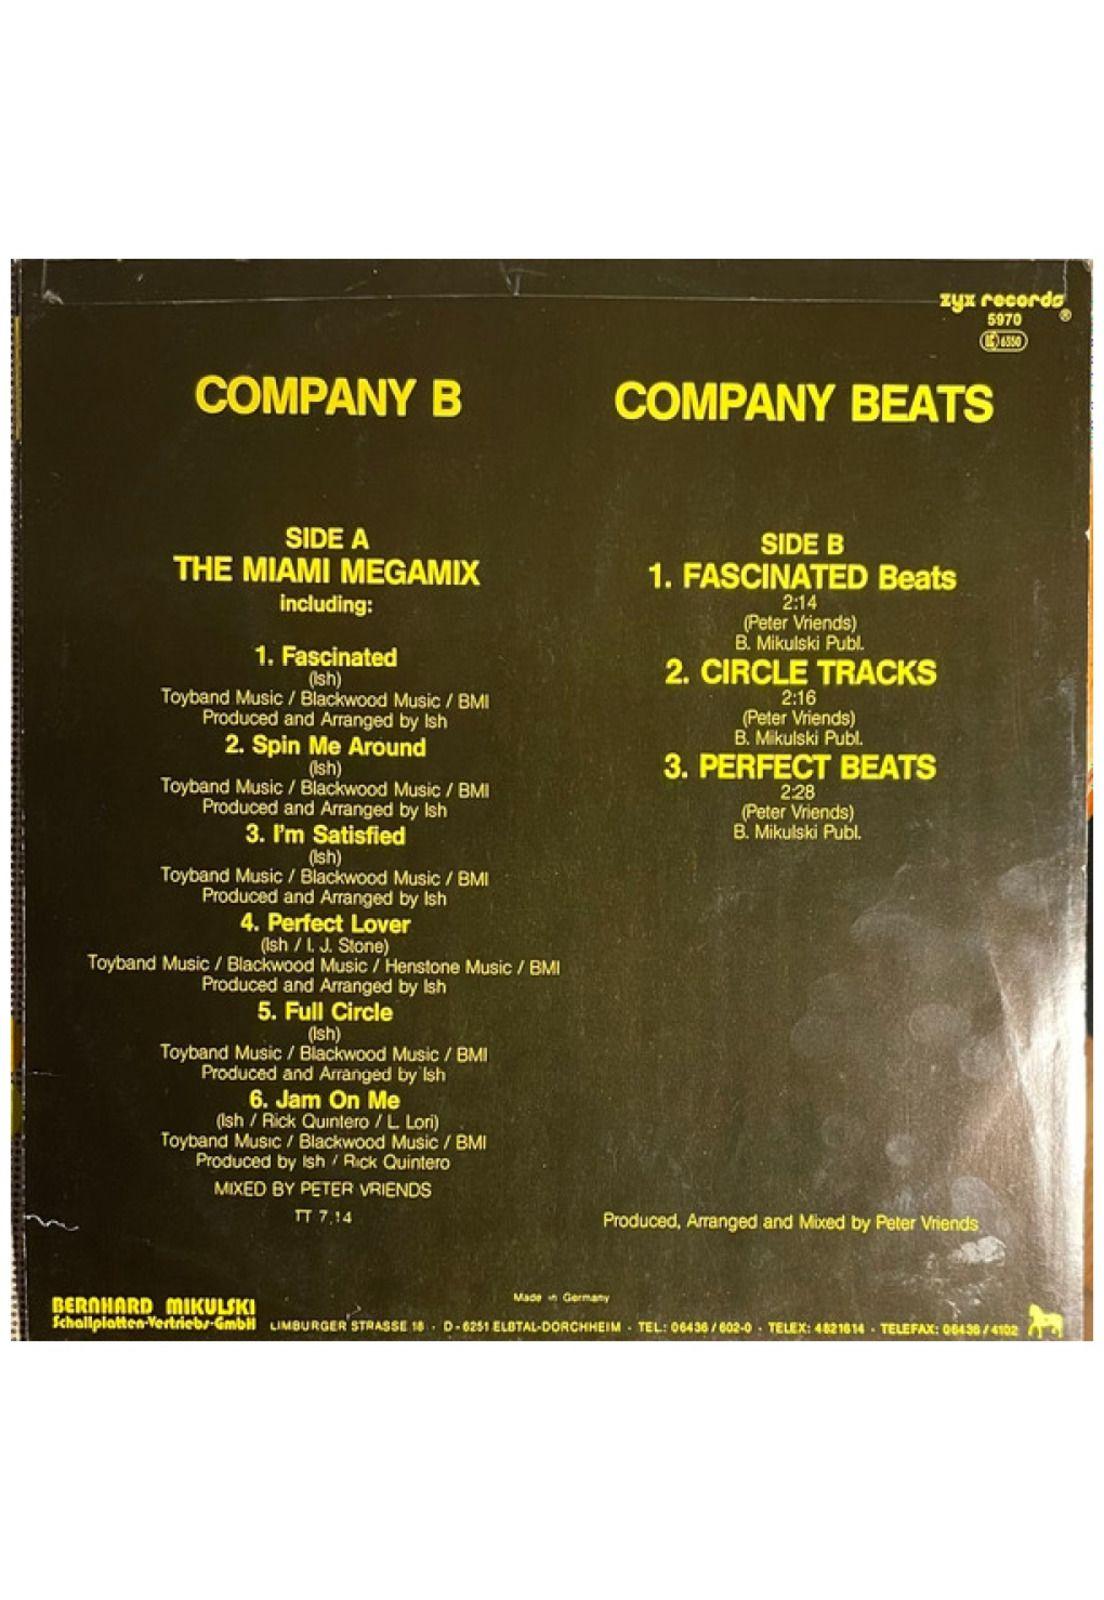 zyx records®
5970
LC 6350
COMPANY B
SIDE A
THE MIAMI MEGAMIX
including:
1. Fascinated
(Ish)
Toyband Music / Blackwood Music / BMI
Produced and Arranged by Ish
2. Spin Me Around
(Ish)
Toyband Music / Blackwood Music / BMI
Produced and Arranged by Ish
3. I'm Satisfied
(Ish)
Toyband Music / Blackwood Music / BMI
Produced and Arranged by Ish
4. Perfect Lover
(Ish / I. J. Stone)
Toyband Music / Blackwood Music / Henstone Music / BMI
Produced and Arranged by Ish
5. Full Circle
(Ish)
Toyband Music / Blackwood Music / BMI
Produced and Arranged by Ish
6. Jam On Me
(Ish / Rick Quintero / L. Lori)
Toyband Music / Blackwood Music / BMI
Produced by Ish / Rick Quintero
MIXED BY PETER VRIENDS
TT 7.14
COMPANY BEATS
SIDE B
1. FASCINATED Beats
2:14
(Peter Vriends)
B. Mikulski Publ.
2. CIRCLE TRACKS
2:16
(Peter Vriends)
B. Mikulski Publ.
3. PERFECT BEATS
2:28
(Peter Vriends)
B. Mikulski Publ.
Produced, Arranged and Mixed by Peter Vriends
Made in Germany
BERNHARD MIKULSKI
Schallplatten-Vertriebs-GmbH
LIMBURGER STRASSE 18 · D-6251 ELBTAL-DORCHHEIM · TEL: 06436/602-0 · TELEX: 4821614 · TELEFAX: 06436/4102